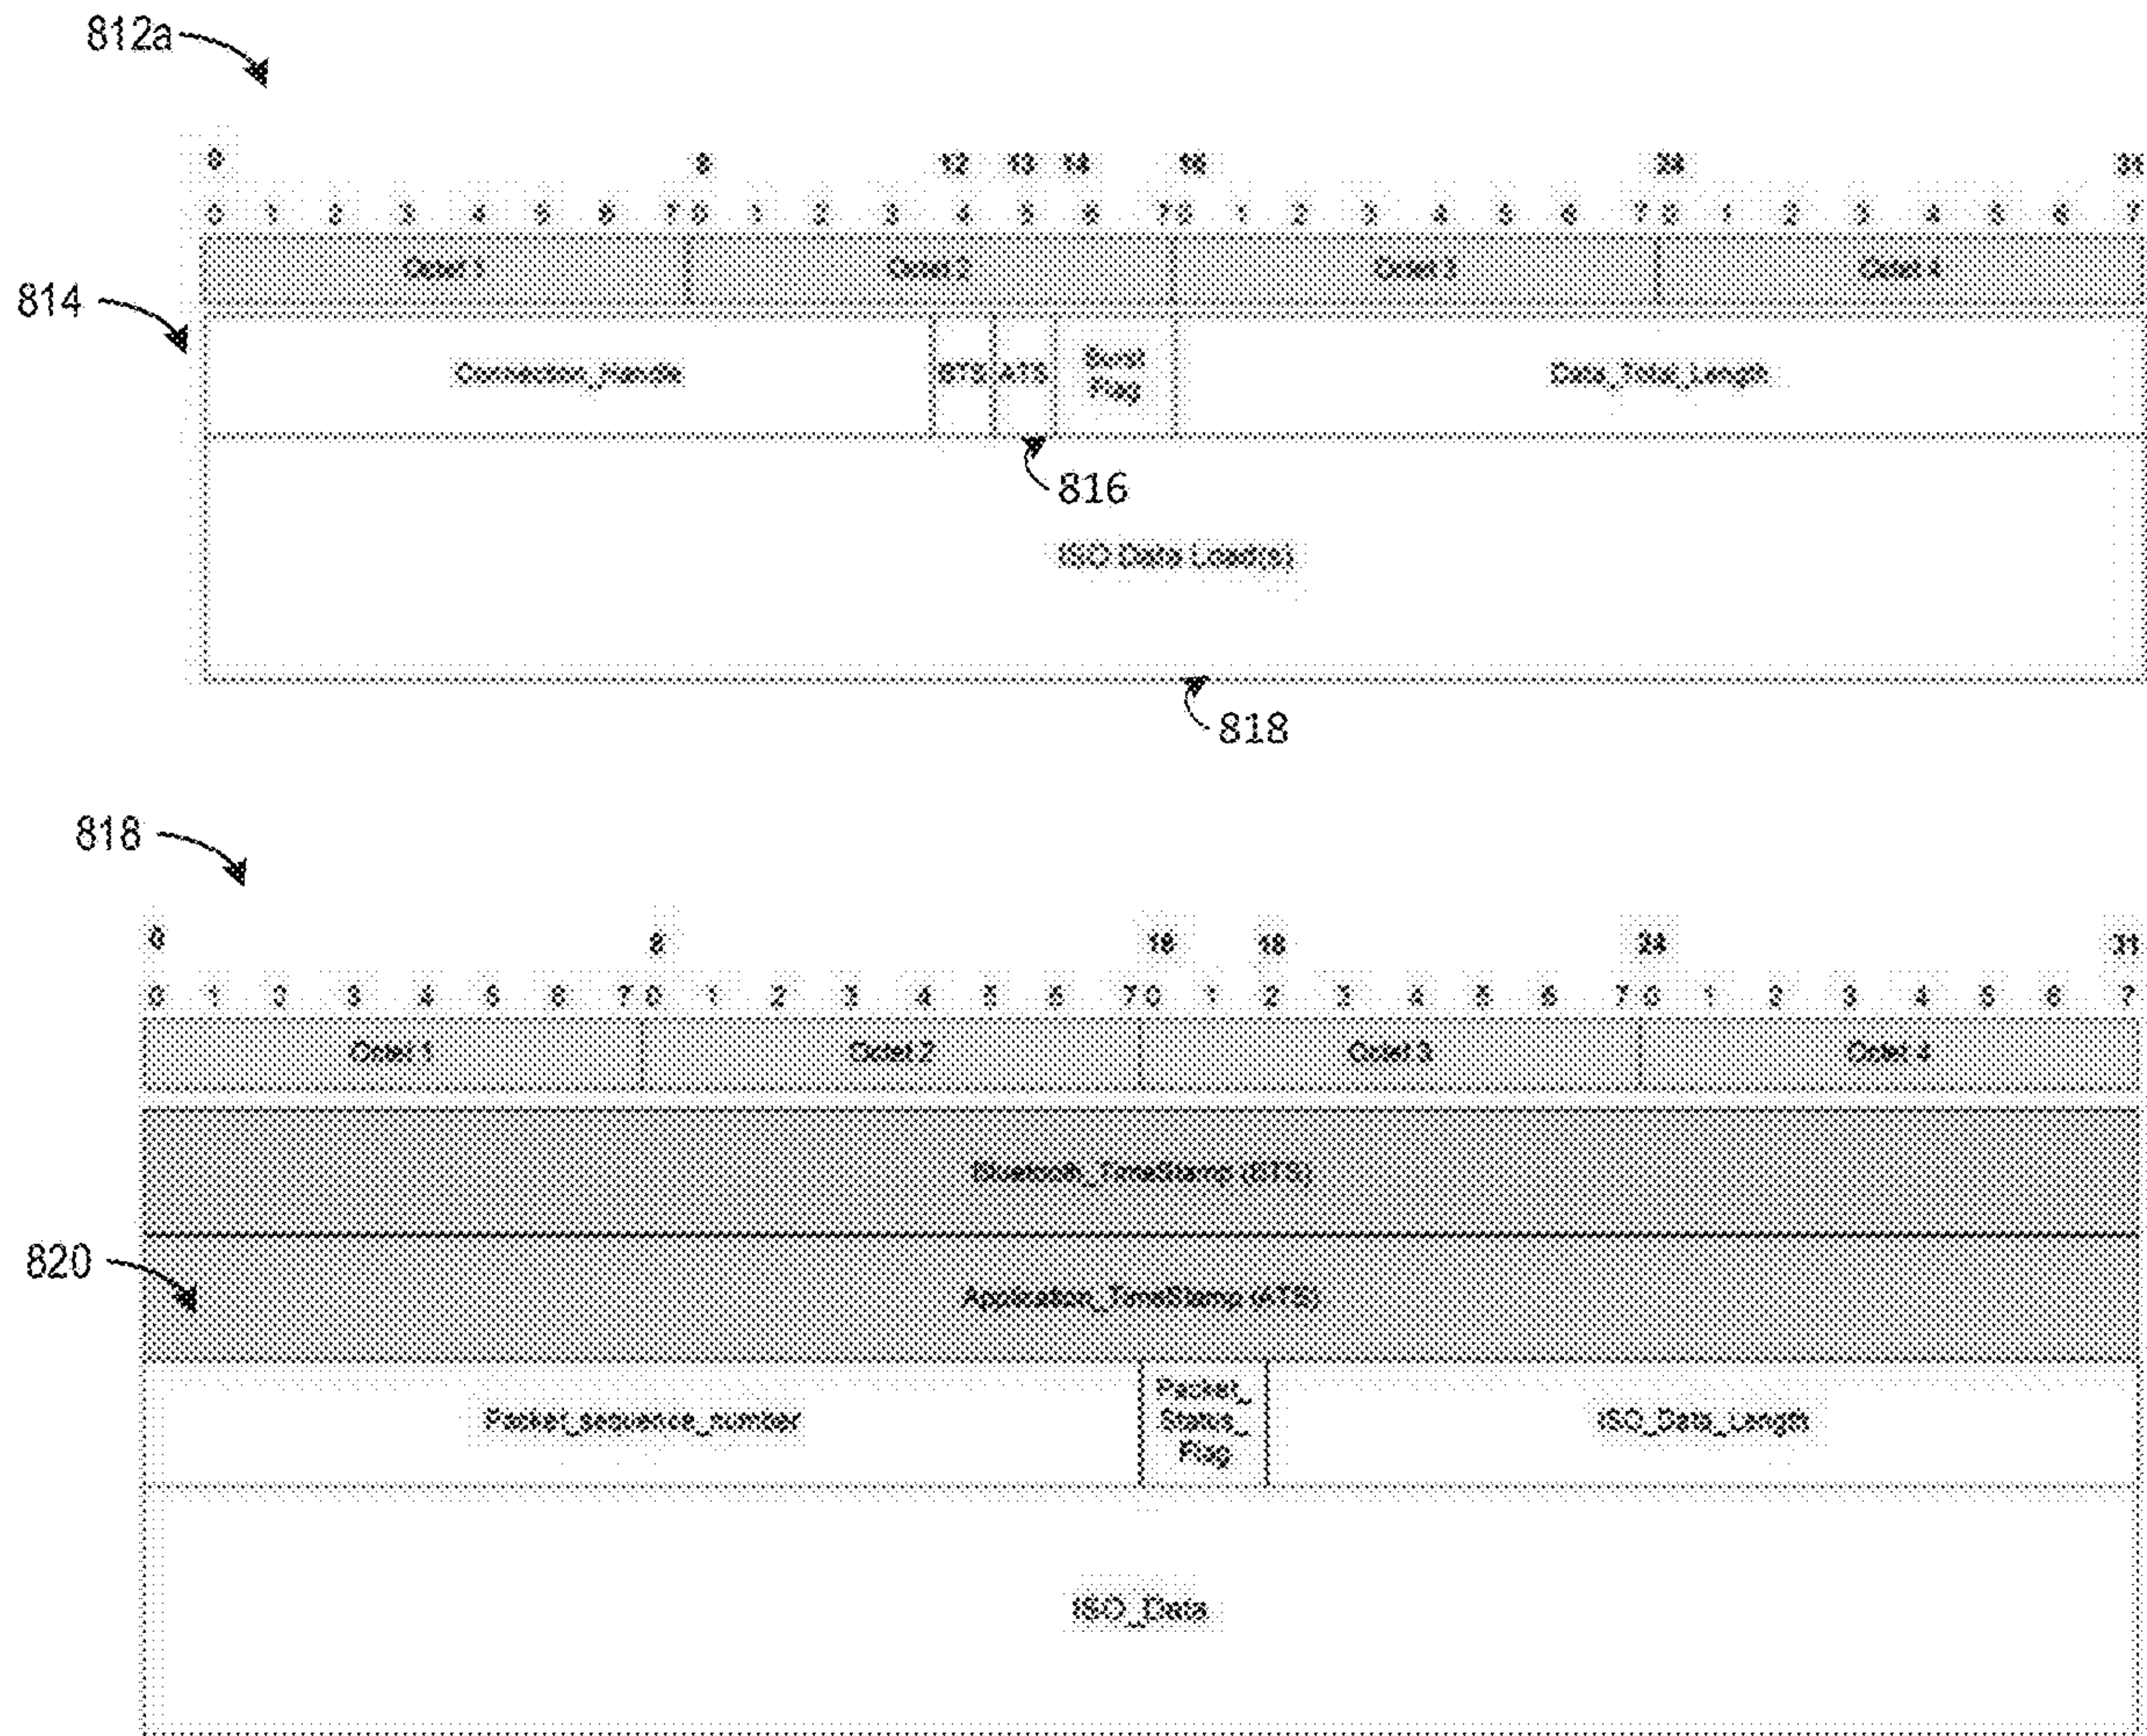 812a
0 8 12 13 14 16 24 31
0 1 2 3 4 5 6 7 0 1 2 3 4 5 6 7 0 1 2 3 4 5 6 7 0 1 2 3 4 5 6 7
Octet 1 Octet 2 Octet 3 Octet 4
814
Connection_Handle BTS ATS Burst Data_Total_Length
Flag
816
ISO Data Load(s)
818
818
0 8 16 18 24 31
0 1 2 3 4 5 6 7 0 1 2 3 4 5 6 7 0 1 2 3 4 5 6 7 0 1 2 3 4 5 6 7
Octet 1 Octet 2 Octet 3 Octet 4
Bluetooth_TimeStamp (BTS)
820
Application_TimeStamp (ATS)
Packet_sequence_number Packet_
Status_
Flag ISO_Data_Length
ISO_Data